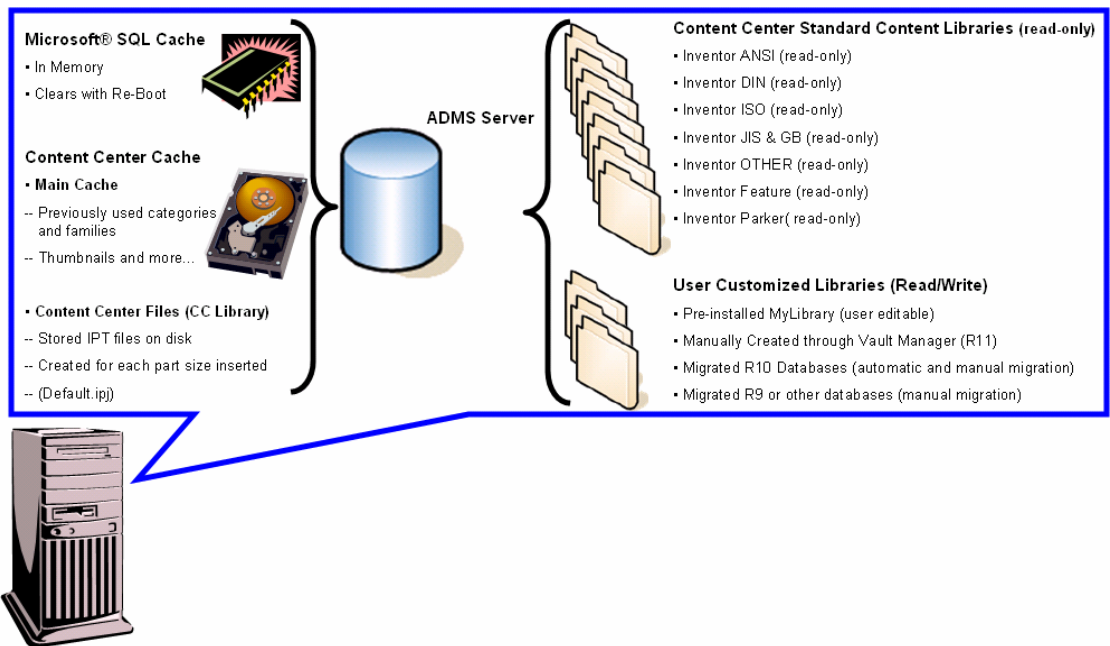 Microsoft® SQL Cache
▪ In Memory
▪ Clears with Re-Boot
Content Center Cache
▪ Main Cache
-- Previously used categories
and families
-- Thumbnails and more...
▪ Content Center Files (CC Library)
-- Stored IPT files on disk
-- Created for each part size inserted
-- (Default.ipj)
ADMS Server
Content Center Standard Content Libraries (read-only)
▪ Inventor ANSI (read-only)
▪ Inventor DIN (read-only)
▪ Inventor ISO (read-only)
▪ Inventor JIS & GB (read-only)
▪ Inventor OTHER (read-only)
▪ Inventor Feature (read-only)
▪ Inventor Parker( read-only)
User Customized Libraries (Read/Write)
▪ Pre-installed MyLibrary (user editable)
▪ Manually Created through Vault Manager (R11)
▪ Migrated R10 Databases (automatic and manual migration)
▪ Migrated R9 or other databases (manual migration)